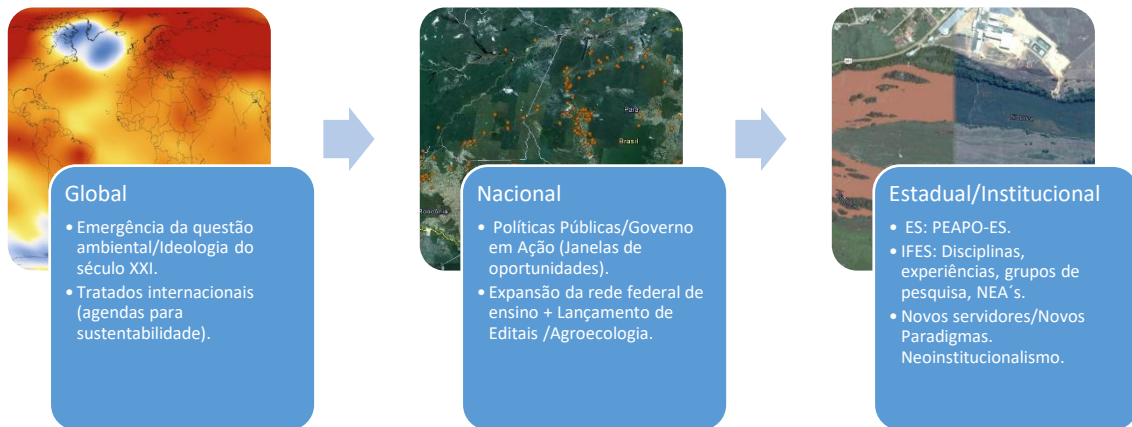 Pará
Brasil
Rondônia
Global
• Emergência da questão
ambiental/Ideologia do
século XXI.
• Tratados internacionais
(agendas para
sustentabilidade).
Nacional
• Políticas Públicas/Governo
em Ação (Janelas de
oportunidades).
• Expansão da rede federal de
ensino + Lançamento de
Editais /Agroecologia.
Estadual/Institucional
• ES: PEAPO-ES.
• IFES: Disciplinas,
experiências, grupos de
pesquisa, NEA´s.
• Novos servidores/Novos
Paradigmas.
Neoinstitucionalismo.